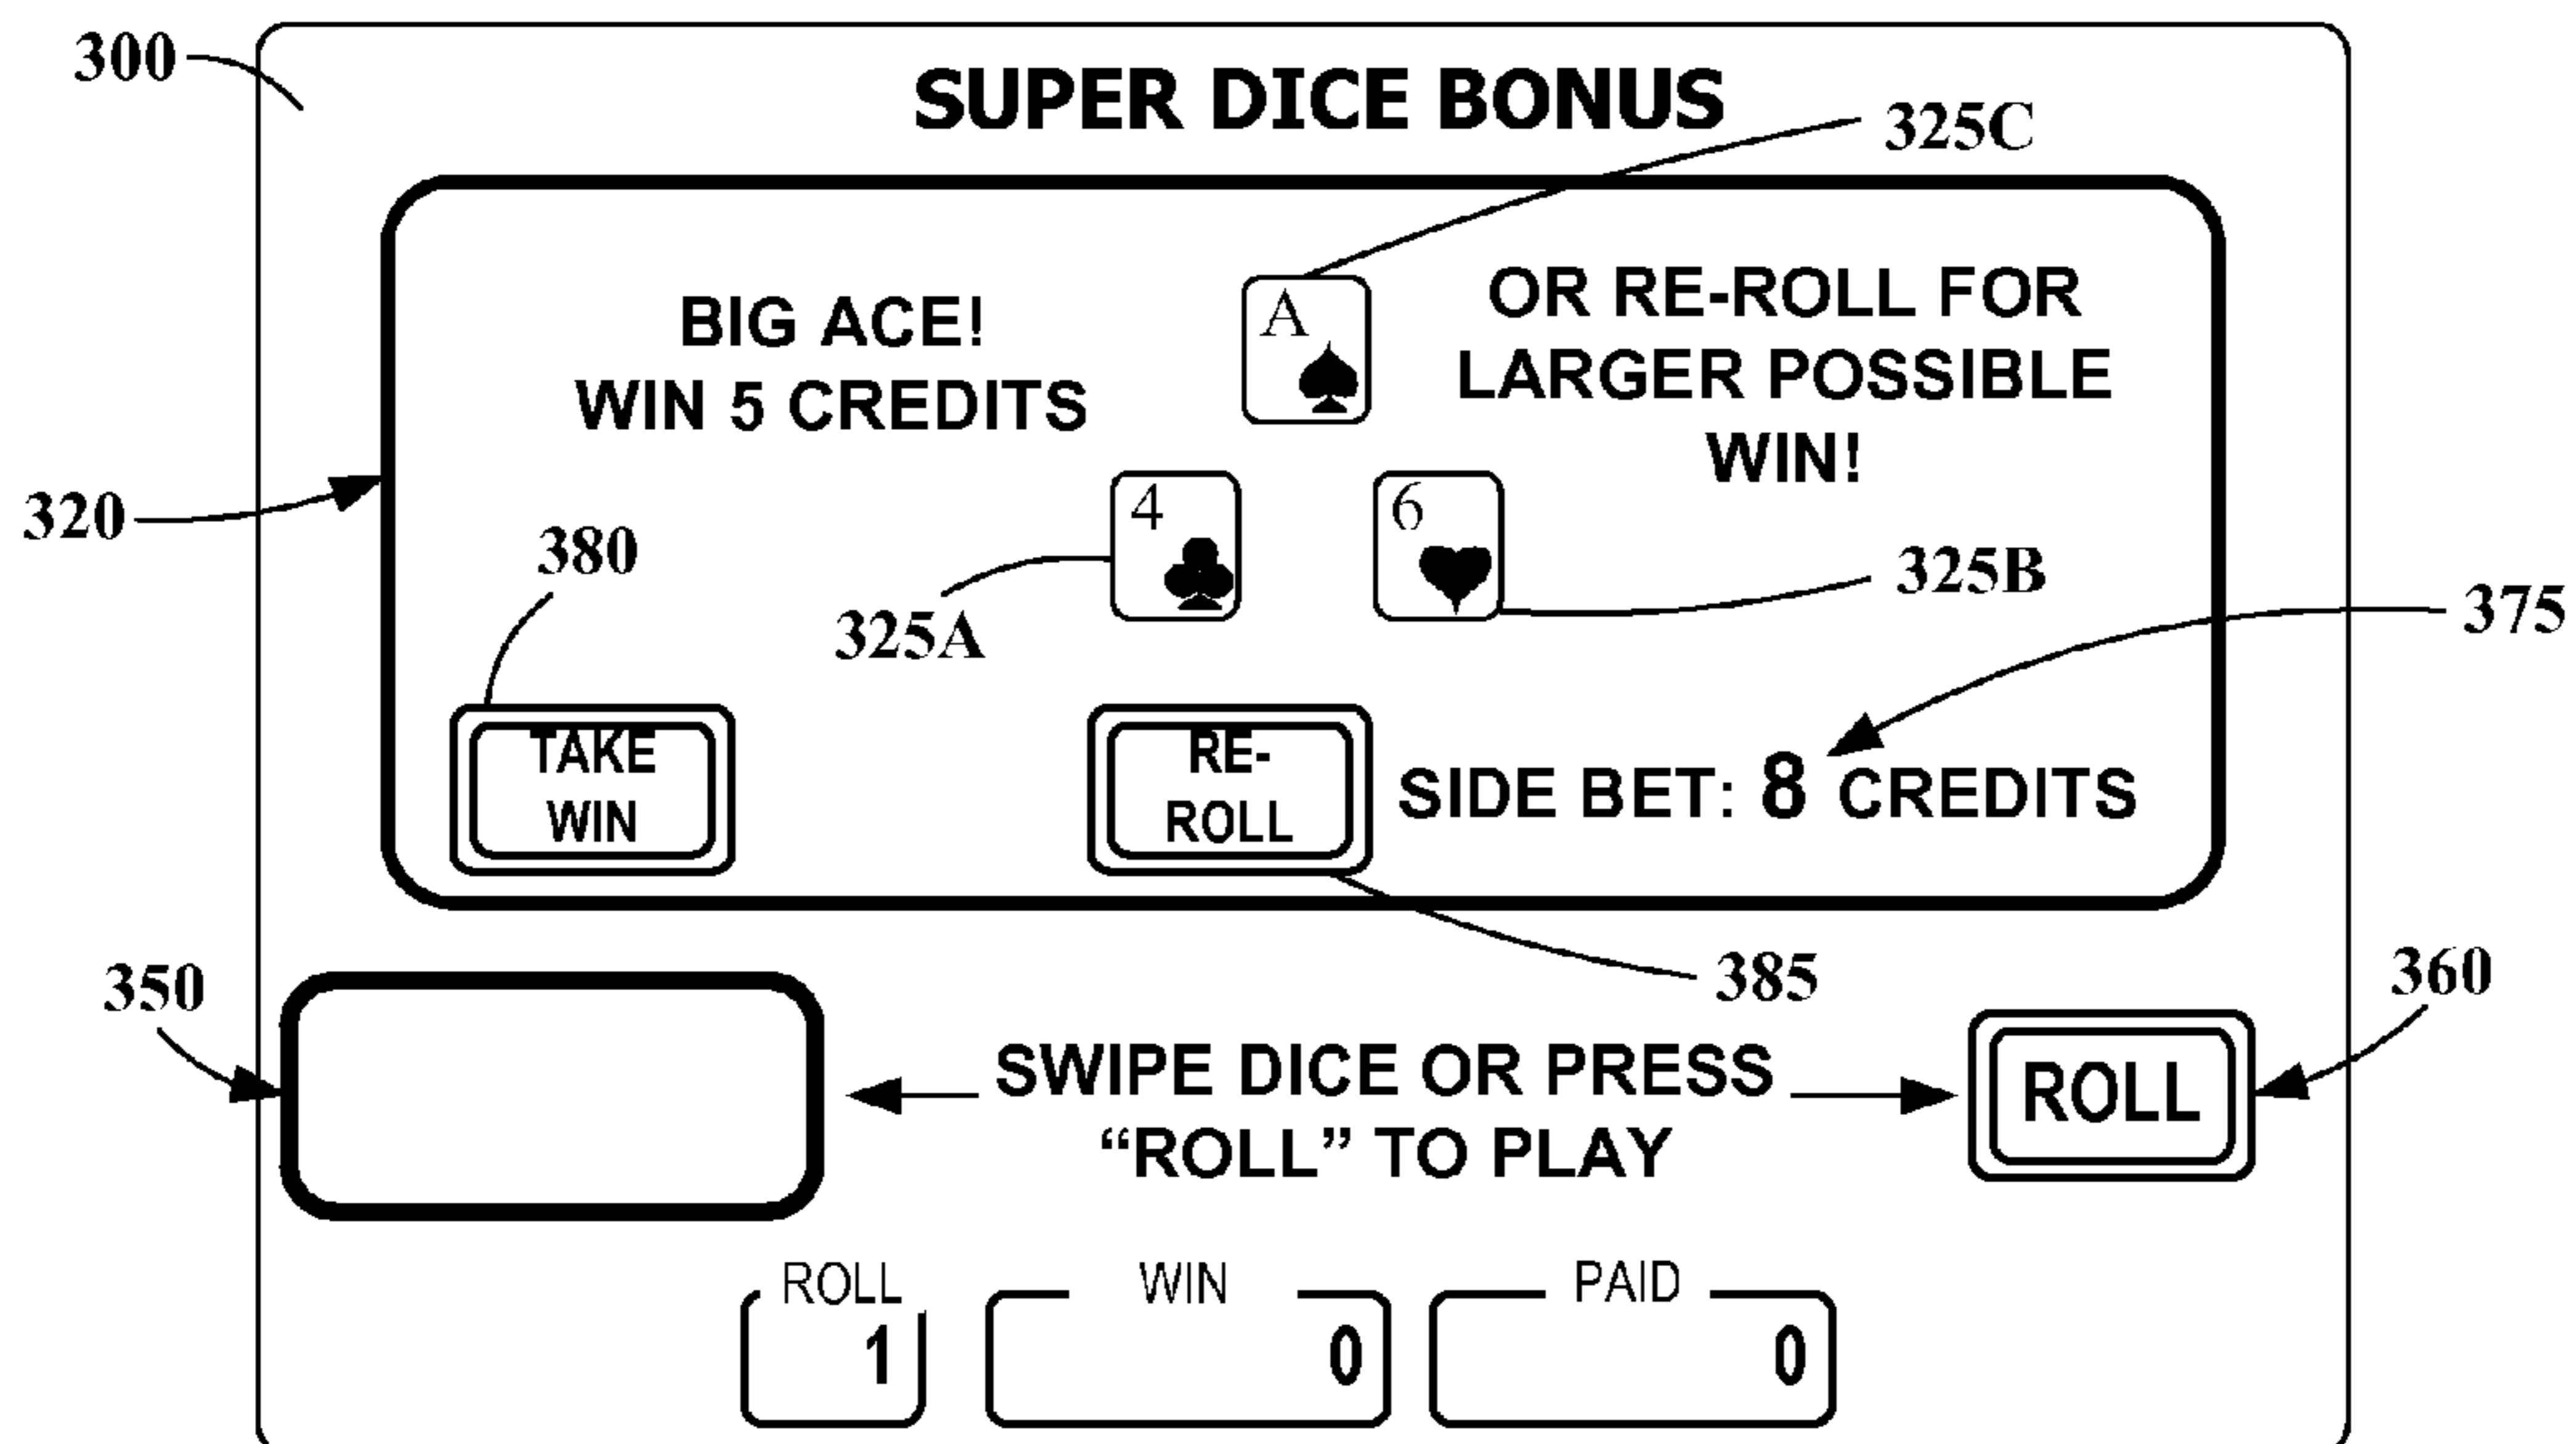 300
SUPER DICE BONUS
325C
BIG ACE!
WIN 5 CREDITS
A
OR RE-ROLL FOR
LARGER POSSIBLE
WIN!
320
380
4
6
325A
325B
375
TAKE
WIN
RE-
ROLL
SIDE BET: 8 CREDITS
350
385
360
SWIPE DICE OR PRESS
“ROLL” TO PLAY
ROLL
ROLL
1
WIN
0
PAID
0